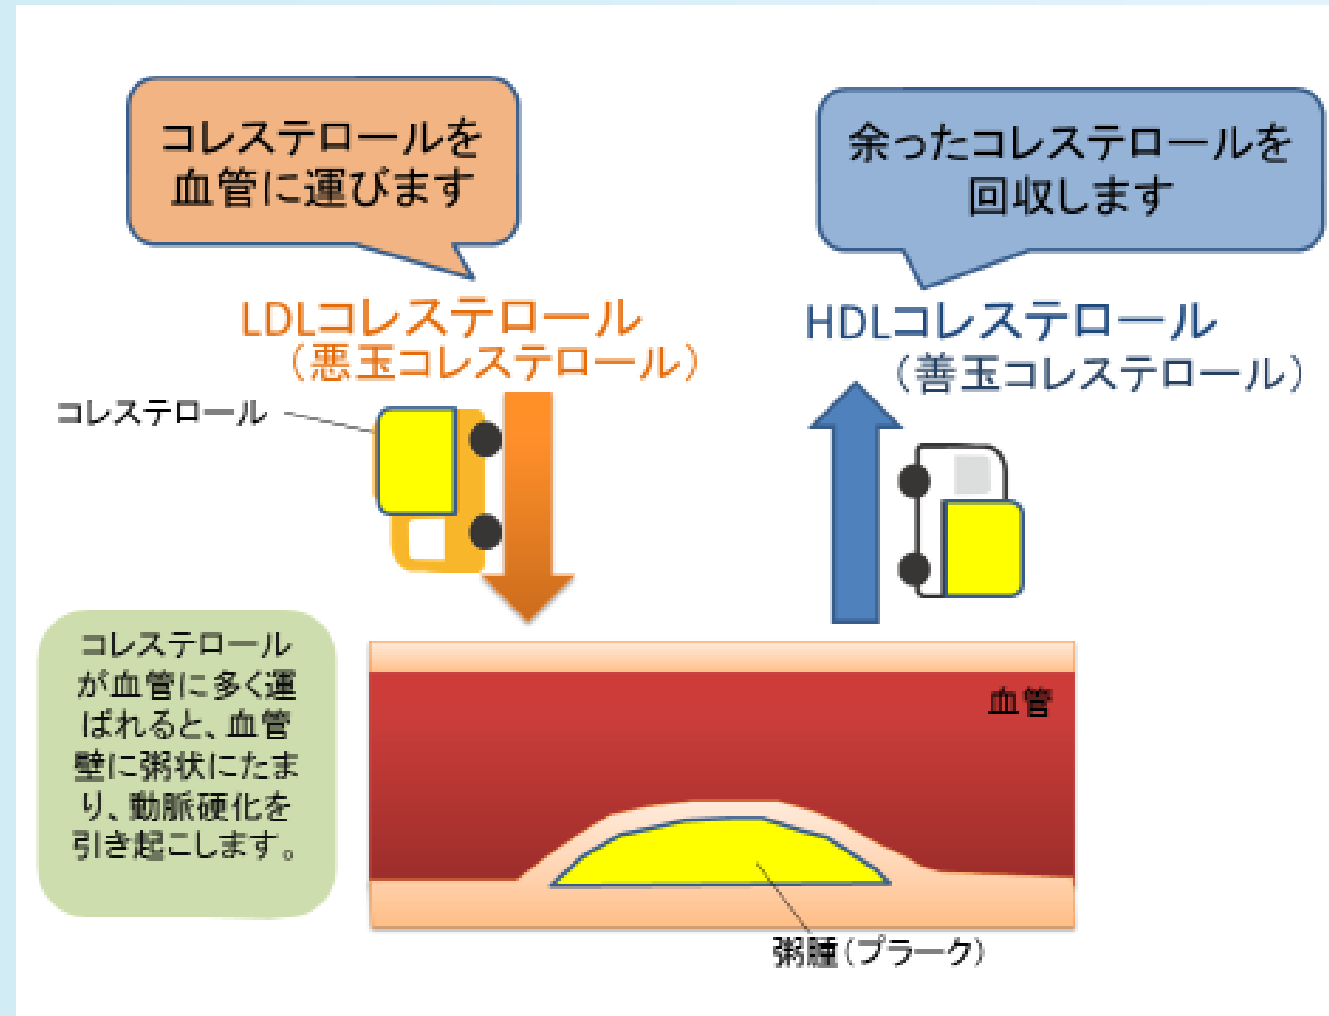 コレステロールを
血管に運びます
余ったコレステロールを
回収します
LDLコレステロール
（悪玉コレステロール）
HDLコレステロール
（善玉コレステロール）
コレステロール
コレステロール
が血管に多く運
ばれると、血管
壁に粥状にたま
り、動脈硬化を
引き起こします。
血管
粥腫（プラーク）